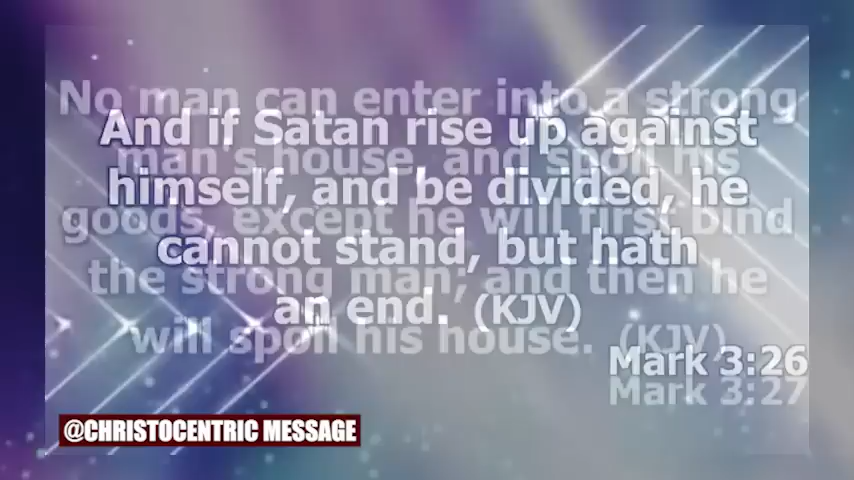 No man can enter into a strong
And if Satan rise up against
man's house, and spoil his
himself, and be divided, he
goods, except he will first bind
cannot stand, but hath
the strong man; and then he
an end. (KJV)
will spoil his house. (KJV)
Mark 3:26
Mark 3:27
@CHRISTOCENTRIC MESSAGE